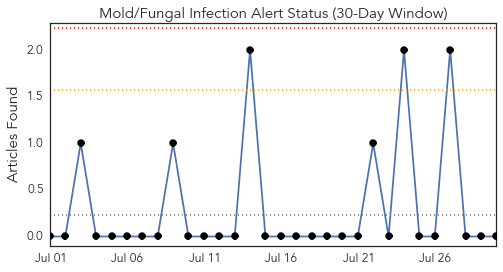 Mold/Fungal Infection Alert Status (30-Day Window)
Articles Found
2.0
1.5
1.0
0.5
0.0
Jul 01
Jul 06
Jul 11
Jul 16
Jul 21
Jul 26